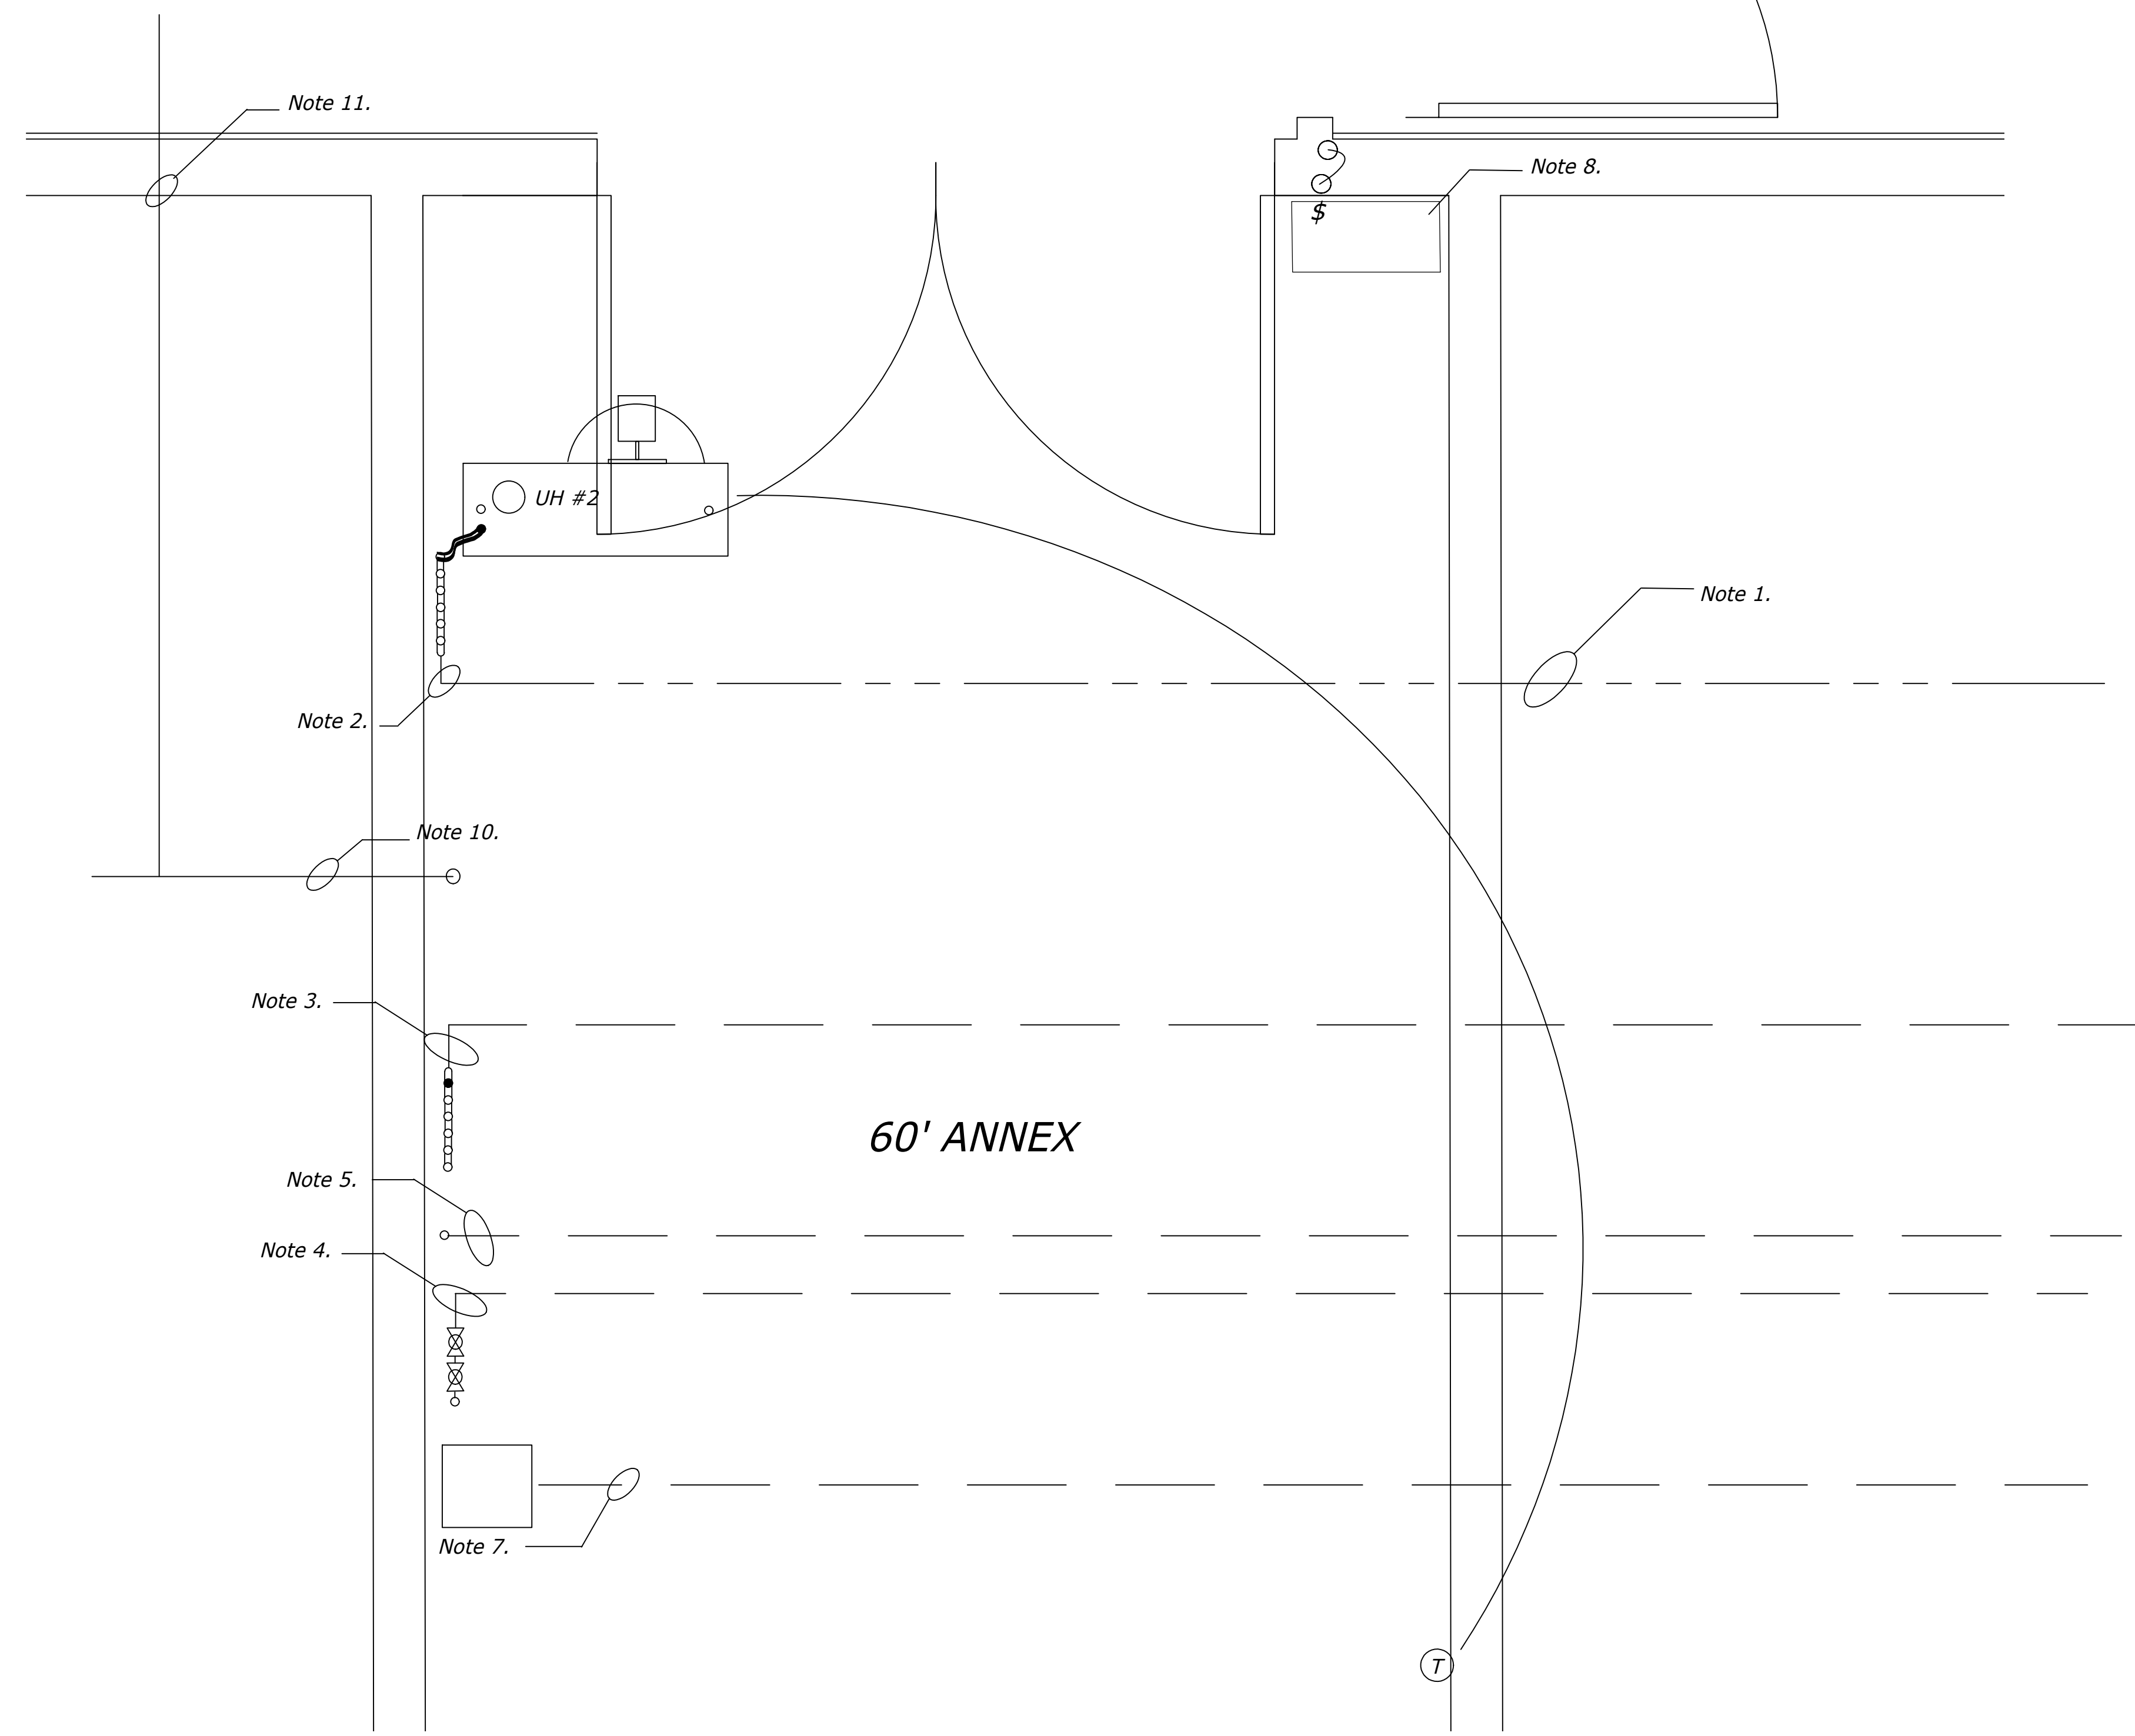 Note 11.
Note 8.
$
UH #2
Note 1.
Note 2.
Note 10.
Note 3.
60' ANNEX
Note 5.
Note 4.
Note 7.
T